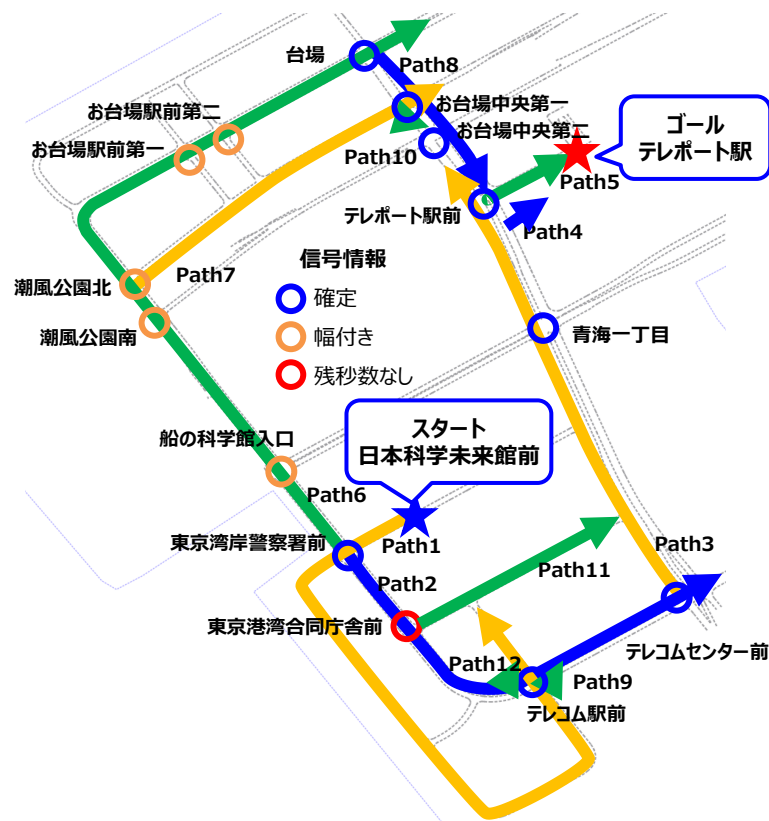 台場
Path8
お台場中央第一
お台場駅前第二
お台場中央第二
お台場駅前第一
Path10
ゴール
テレポート駅
Path5
テレポート駅前
Path4
Path7
信号情報
潮風公園北
確定
潮風公園南
幅付き
青海一丁目
残秒数なし
スタート
日本科学未来館前
船の科学館入口
Path6
東京湾岸警察署前
Path1
Path3
Path2
Path11
東京港湾合同庁舎前
テレコムセンター前
Path12
Path9
テレコム駅前